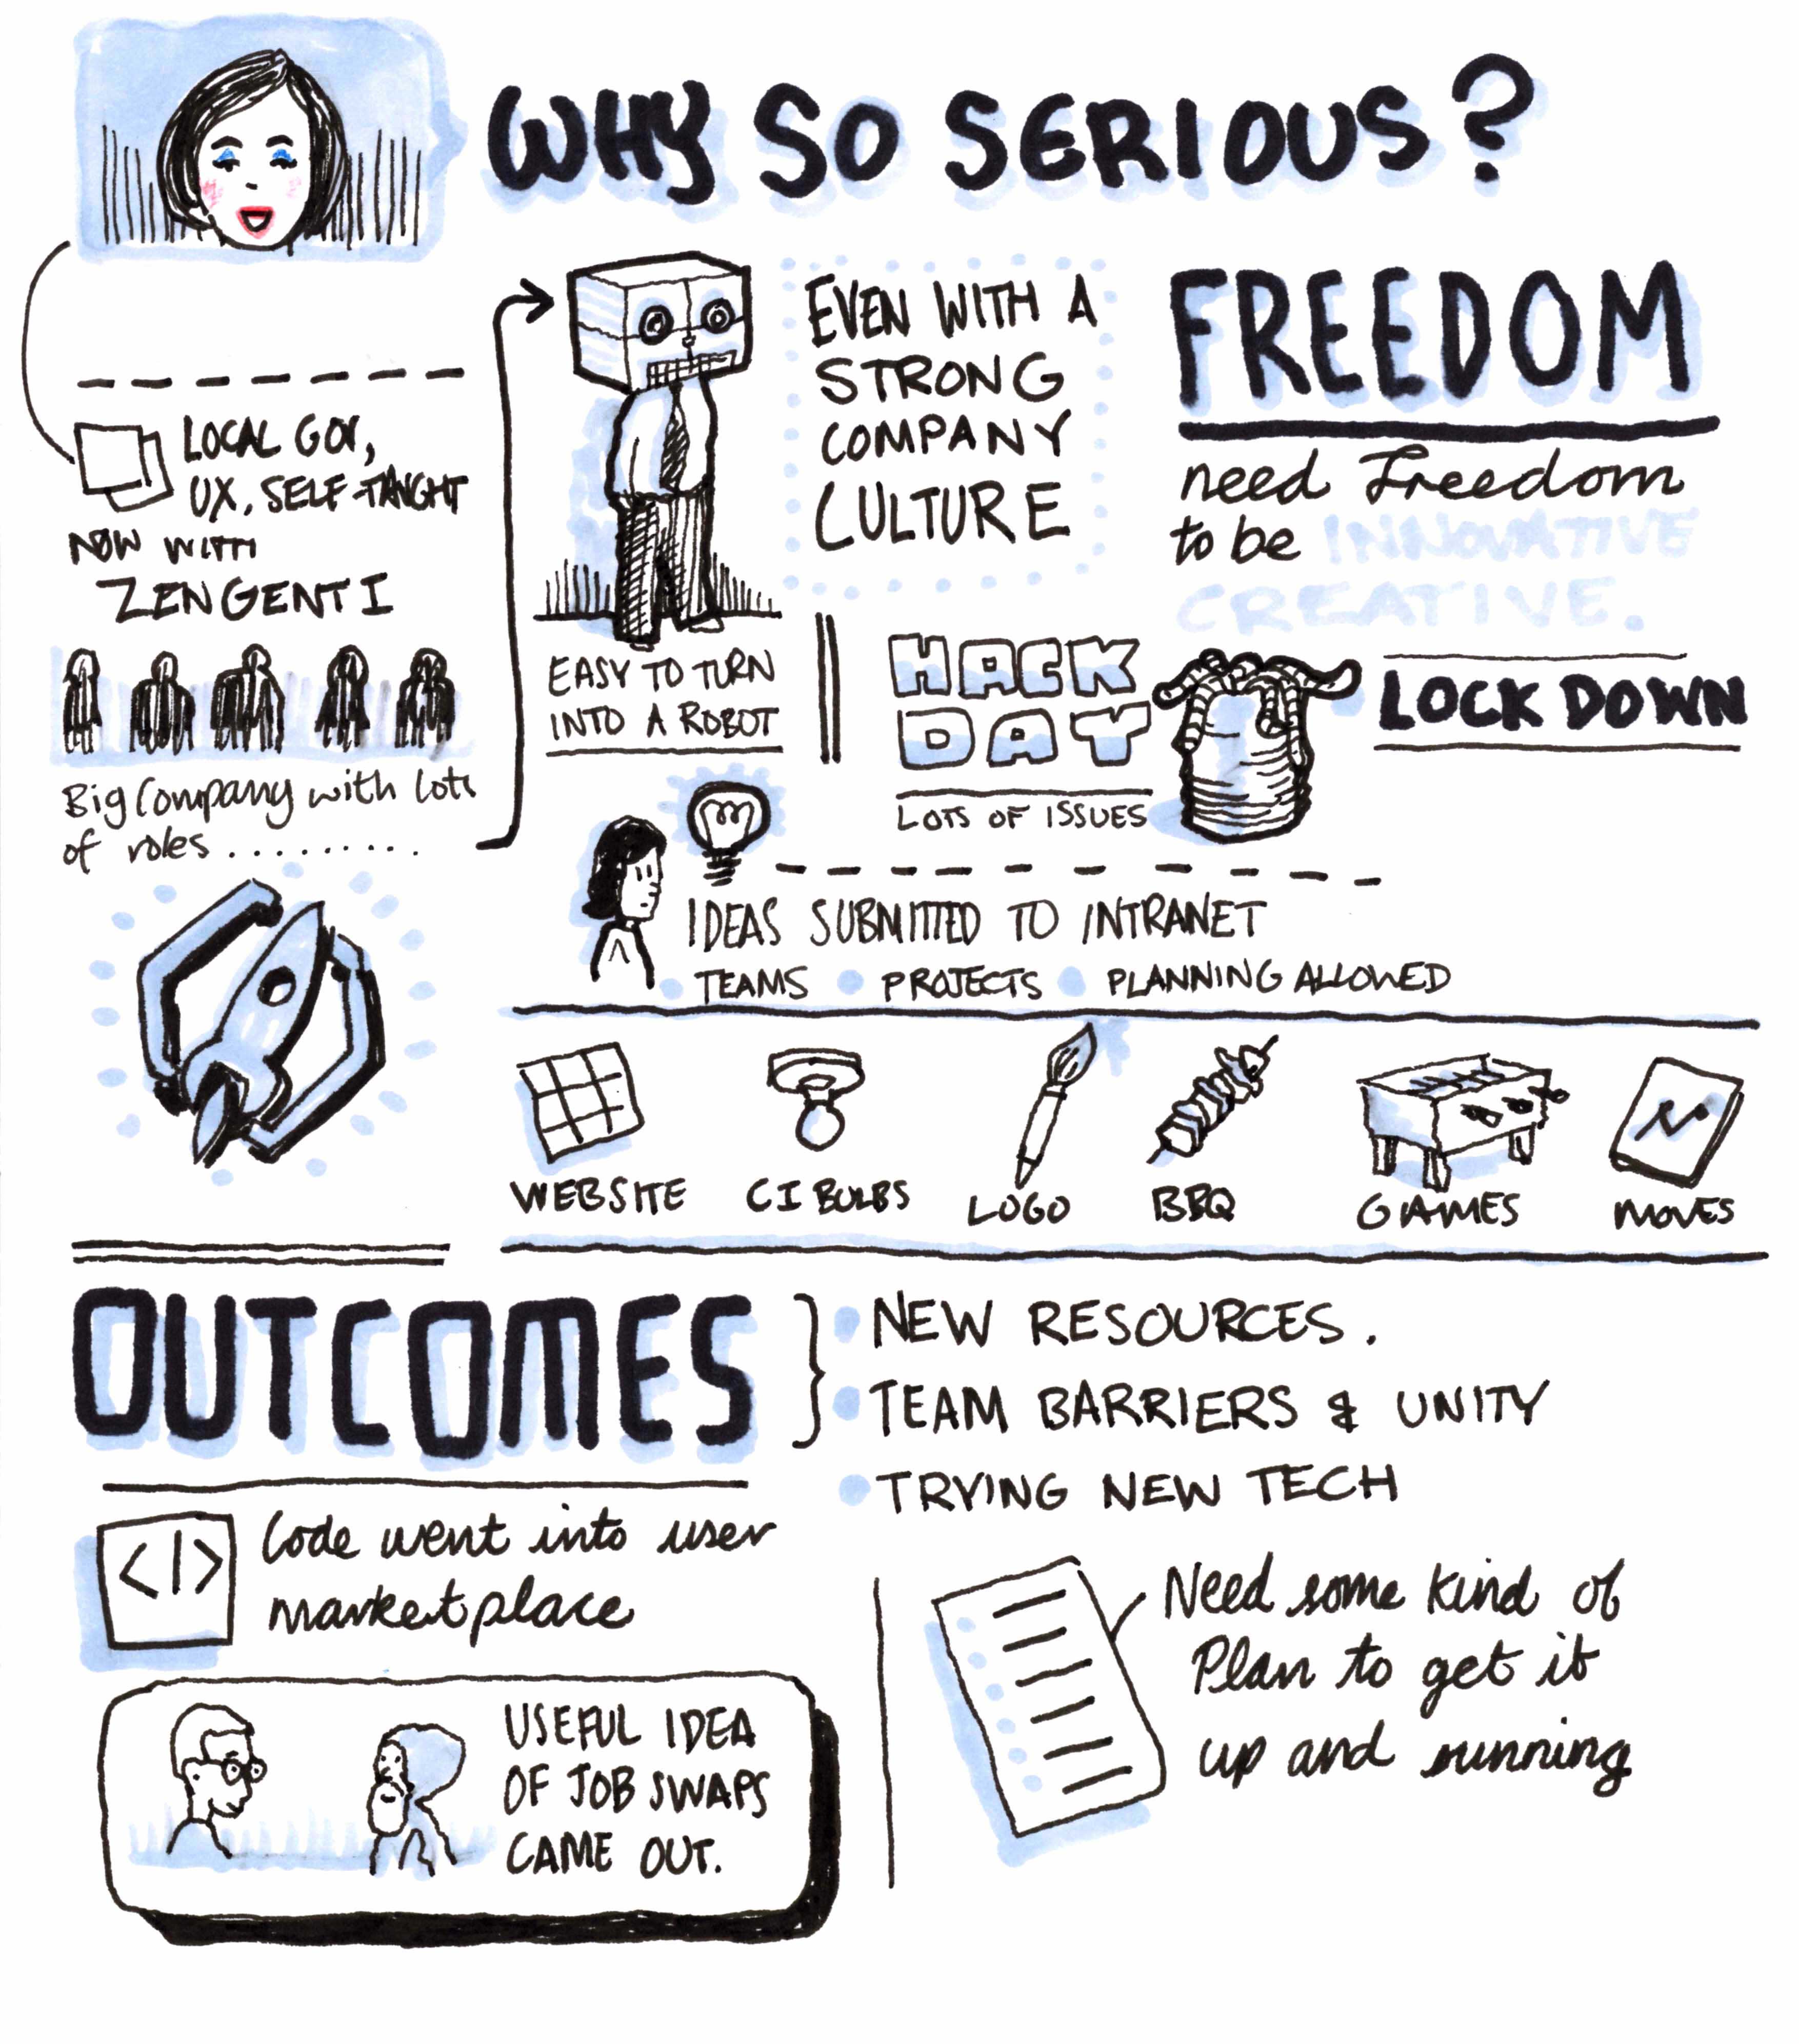 WHY SO SERIOUS?
LOCAL GOV,
UX, SELF-TAUGHT
NOW WITH
ZENGENTI
Big Company with lots
of roles .........
EASY TO TURN
INTO A ROBOT
EVEN WITH A
STRONG
COMPANY
CULTURE
FREEDOM
need freedom
to be INNOVATIVE
CREATIVE.
HACK
DAY
LOTS OF ISSUES
LOCK DOWN
IDEAS SUBMITTED TO INTRANET
TEAMS PROJECTS PLANNING ALLOWED
WEBSITE
CI BULBS
LOGO
BBQ
GAMES
MOVES
OUTCOMES
NEW RESOURCES.
TEAM BARRIERS & UNITY
TRYING NEW TECH
<|>
Code went into user
marketplace
USEFUL IDEA
OF JOB SWAPS
CAME OUT.
Need some kind of
Plan to get it
up and running